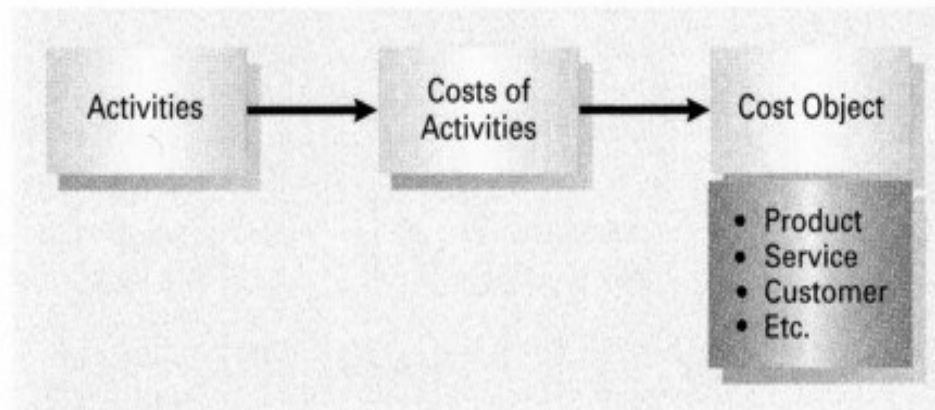 Activities
Costs of
Activities
Cost Object
• Product
• Service
• Customer
• Etc.